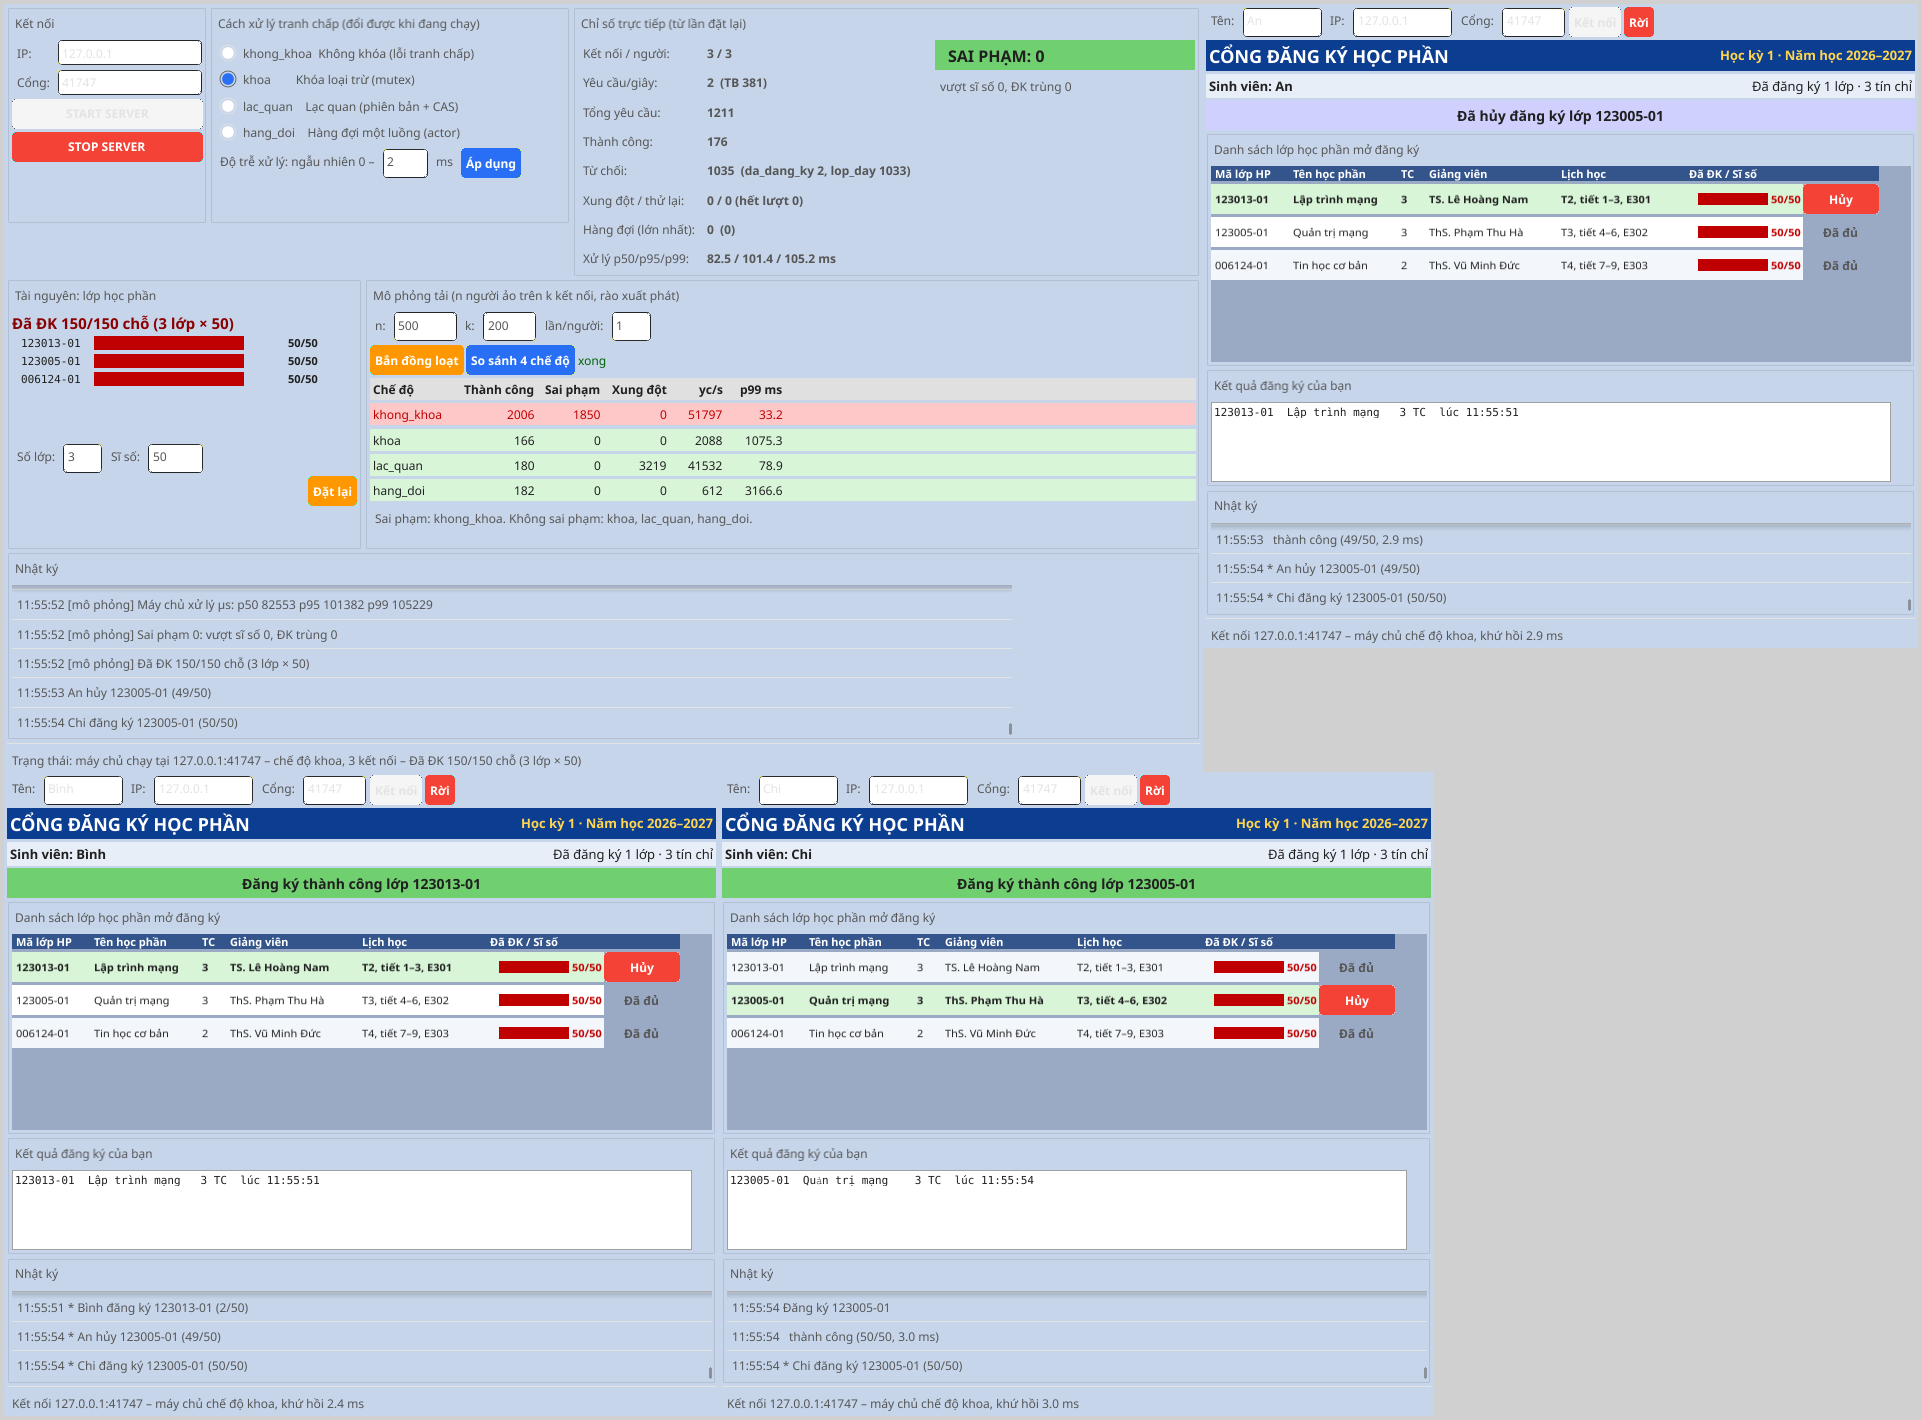 Kết nối
IP: 127.0.0.1
Cổng: 41747
START SERVER
STOP SERVER
Cách xử lý tranh chấp (đổi được khi đang chạy)
khong_khoa Không khóa (lỗi tranh chấp)
khoa Khóa loại trừ (mutex)
lac_quan Lạc quan (phiên bản + CAS)
hang_doi Hàng đợi một luồng (actor)
Độ trễ xử lý: ngẫu nhiên 0 – 2 ms Áp dụng
Chỉ số trực tiếp (từ lần đặt lại)
Kết nối / người: 3 / 3
Yêu cầu/giây: 2 (TB 381)
Tổng yêu cầu: 1211
Thành công: 176
Từ chối: 1035 (da_dang_ky 2, lop_day 1033)
Xung đột / thử lại: 0 / 0 (hết lượt 0)
Hàng đợi (lớn nhất): 0 (0)
Xử lý p50/p95/p99: 82.5 / 101.4 / 105.2 ms
SAI PHẠM: 0
vượt sĩ số 0, ĐK trùng 0
Tài nguyên: lớp học phần
Đã ĐK 150/150 chỗ (3 lớp × 50)
123013-01 50/50
123005-01 50/50
006124-01 50/50
Số lớp: 3 Sĩ số: 50
Đặt lại
Mô phỏng tải (n người ảo trên k kết nối, rào xuất phát)
n: 500 k: 200 lần/người: 1
Bắn đồng loạt So sánh 4 chế độ xong
Chế độ Thành công Sai phạm Xung đột yc/s p99 ms
khong_khoa 2006 1850 0 51797 33.2
khoa 166 0 0 2088 1075.3
lac_quan 180 0 3219 41532 78.9
hang_doi 182 0 0 612 3166.6
Sai phạm: khong_khoa. Không sai phạm: khoa, lac_quan, hang_doi.
Nhật ký
11:55:52 [mô phỏng] Máy chủ xử lý µs: p50 82553 p95 101382 p99 105229
11:55:52 [mô phỏng] Sai phạm 0: vượt sĩ số 0, ĐK trùng 0
11:55:52 [mô phỏng] Đã ĐK 150/150 chỗ (3 lớp × 50)
11:55:53 An hủy 123005-01 (49/50)
11:55:54 Chi đăng ký 123005-01 (50/50)
Trạng thái: máy chủ chạy tại 127.0.0.1:41747 – chế độ khoa, 3 kết nối – Đã ĐK 150/150 chỗ (3 lớp × 50)
Tên: An IP: 127.0.0.1 Cổng: 41747 Kết nối Rời
CỔNG ĐĂNG KÝ HỌC PHẦN Học kỳ 1 · Năm học 2026–2027
Sinh viên: An Đã đăng ký 1 lớp · 3 tín chỉ
Đã hủy đăng ký lớp 123005-01
Danh sách lớp học phần mở đăng ký
Mã lớp HP Tên học phần TC Giảng viên Lịch học Đã ĐK / Sĩ số
123013-01 Lập trình mạng 3 TS. Lê Hoàng Nam T2, tiết 1–3, E301 50/50 Hủy
123005-01 Quản trị mạng 3 ThS. Phạm Thu Hà T3, tiết 4–6, E302 50/50 Đã đủ
006124-01 Tin học cơ bản 2 ThS. Vũ Minh Đức T4, tiết 7–9, E303 50/50 Đã đủ
Kết quả đăng ký của bạn
123013-01 Lập trình mạng 3 TC lúc 11:55:51
Nhật ký
11:55:53 thành công (49/50, 2.9 ms)
11:55:54 * An hủy 123005-01 (49/50)
11:55:54 * Chi đăng ký 123005-01 (50/50)
Kết nối 127.0.0.1:41747 – máy chủ chế độ khoa, khứ hồi 2.9 ms
Tên: Bình IP: 127.0.0.1 Cổng: 41747 Kết nối Rời
CỔNG ĐĂNG KÝ HỌC PHẦN Học kỳ 1 · Năm học 2026–2027
Sinh viên: Bình Đã đăng ký 1 lớp · 3 tín chỉ
Đăng ký thành công lớp 123013-01
Danh sách lớp học phần mở đăng ký
Mã lớp HP Tên học phần TC Giảng viên Lịch học Đã ĐK / Sĩ số
123013-01 Lập trình mạng 3 TS. Lê Hoàng Nam T2, tiết 1–3, E301 50/50 Hủy
123005-01 Quản trị mạng 3 ThS. Phạm Thu Hà T3, tiết 4–6, E302 50/50 Đã đủ
006124-01 Tin học cơ bản 2 ThS. Vũ Minh Đức T4, tiết 7–9, E303 50/50 Đã đủ
Kết quả đăng ký của bạn
123013-01 Lập trình mạng 3 TC lúc 11:55:51
Nhật ký
11:55:51 * Bình đăng ký 123013-01 (2/50)
11:55:54 * An hủy 123005-01 (49/50)
11:55:54 * Chi đăng ký 123005-01 (50/50)
Kết nối 127.0.0.1:41747 – máy chủ chế độ khoa, khứ hồi 2.4 ms
Tên: Chi IP: 127.0.0.1 Cổng: 41747 Kết nối Rời
CỔNG ĐĂNG KÝ HỌC PHẦN Học kỳ 1 · Năm học 2026–2027
Sinh viên: Chi Đã đăng ký 1 lớp · 3 tín chỉ
Đăng ký thành công lớp 123005-01
Danh sách lớp học phần mở đăng ký
Mã lớp HP Tên học phần TC Giảng viên Lịch học Đã ĐK / Sĩ số
123013-01 Lập trình mạng 3 TS. Lê Hoàng Nam T2, tiết 1–3, E301 50/50 Đã đủ
123005-01 Quản trị mạng 3 ThS. Phạm Thu Hà T3, tiết 4–6, E302 50/50 Hủy
006124-01 Tin học cơ bản 2 ThS. Vũ Minh Đức T4, tiết 7–9, E303 50/50 Đã đủ
Kết quả đăng ký của bạn
123005-01 Quản trị mạng 3 TC lúc 11:55:54
Nhật ký
11:55:54 Đăng ký 123005-01
11:55:54 thành công (50/50, 3.0 ms)
11:55:54 * Chi đăng ký 123005-01 (50/50)
Kết nối 127.0.0.1:41747 – máy chủ chế độ khoa, khứ hồi 3.0 ms